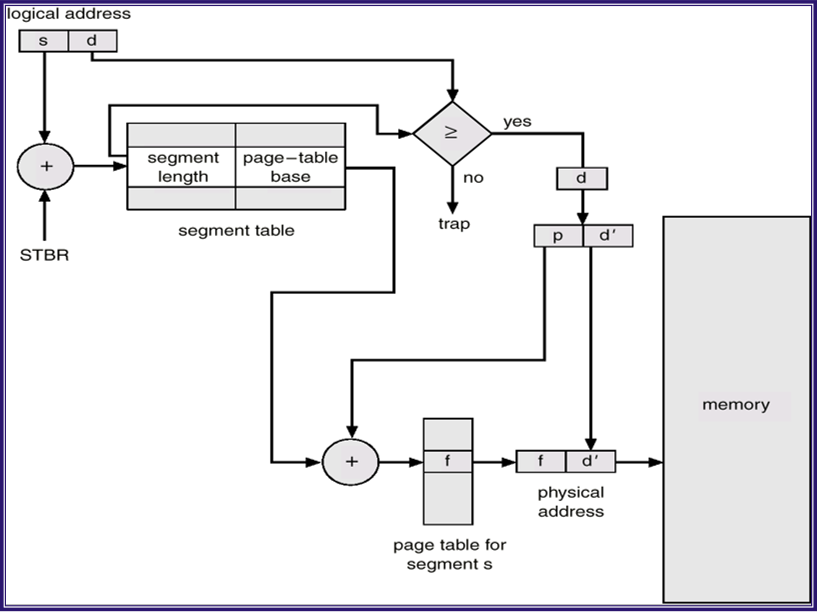 logical address
s d
≥
yes
+
segment length
page–table base
no
d
trap
segment table
p d′
STBR
memory
+
f
f d′
physical
address
page table for
segment s